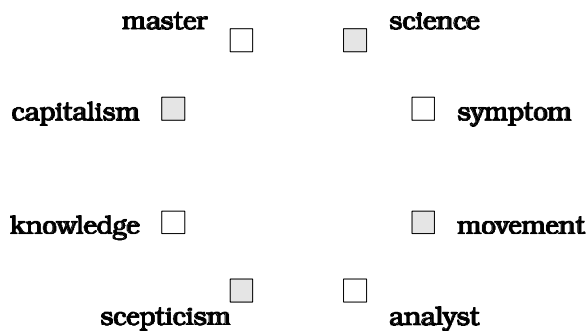 master
science
capitalism
symptom
knowledge
movement
scepticism
analyst